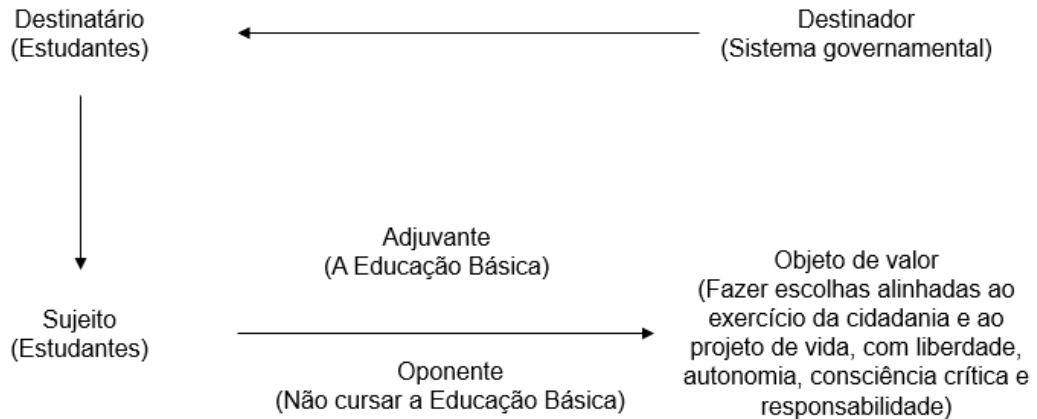 Destinatário
(Estudantes)
Destinador
(Sistema governamental)
Adjuvante
(A Educação Básica)
Sujeito
(Estudantes)
Oponente
(Não cursar a Educação Básica)
Objeto de valor
(Fazer escolhas alinhadas ao
exercício da cidadania e ao
projeto de vida, com liberdade,
autonomia, consciência crítica e
responsabilidade)